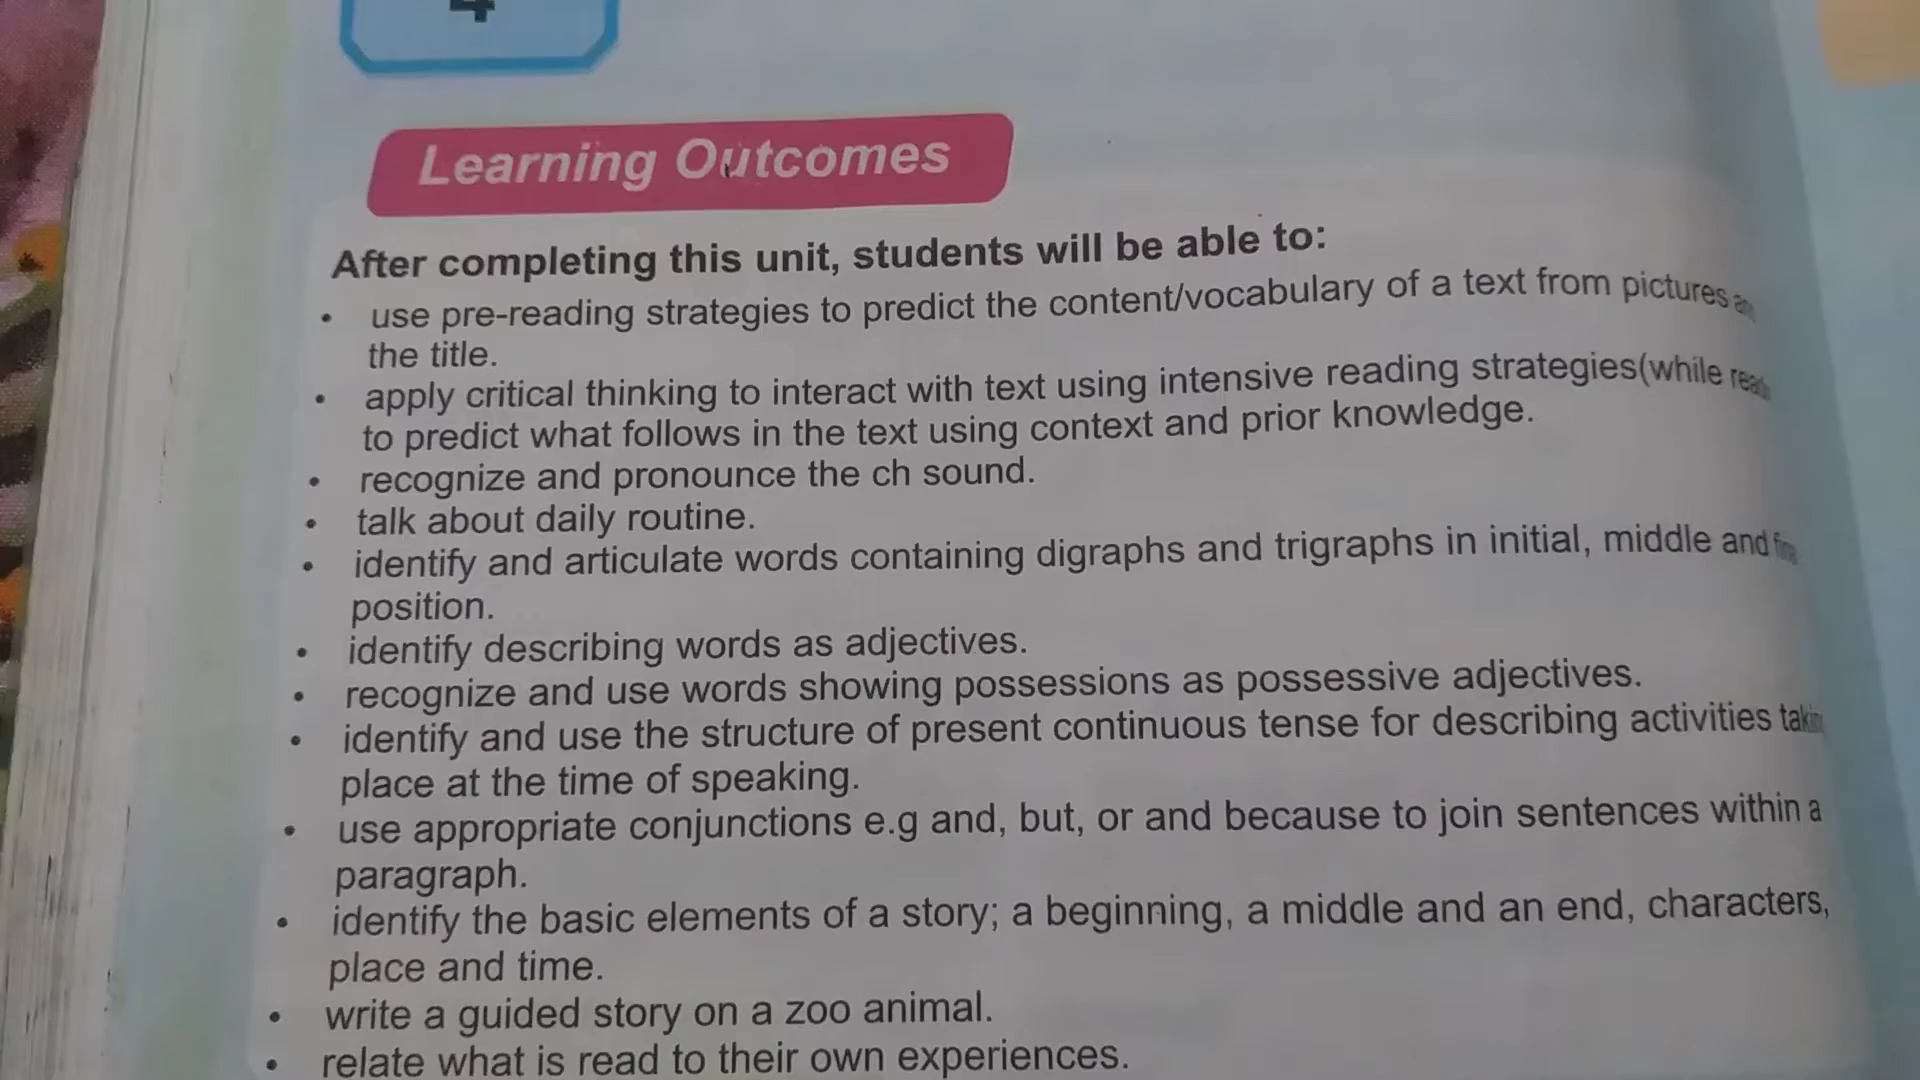 4
Learning Outcomes
After completing this unit, students will be able to:
• use pre-reading strategies to predict the content/vocabulary of a text from pictures
the title.
• apply critical thinking to interact with text using intensive reading strategies(while
to predict what follows in the text using context and prior knowledge.
• recognize and pronounce the ch sound.
• talk about daily routine.
• identify and articulate words containing digraphs and trigraphs in initial, middle and
position.
• identify describing words as adjectives.
• recognize and use words showing possessions as possessive adjectives.
• identify and use the structure of present continuous tense for describing activities
place at the time of speaking.
• use appropriate conjunctions e.g and, but, or and because to join sentences within a
paragraph.
• identify the basic elements of a story; a beginning, a middle and an end, characters,
place and time.
• write a guided story on a zoo animal.
• relate what is read to their own experiences.